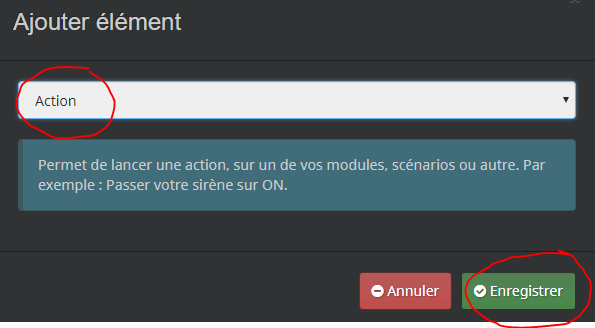 Ajouter élément
Action
Permet de lancer une action, sur un de vos modules, scénarios ou autre. Par
exemple : Passer votre sirène sur ON.
Annuler Enregistrer